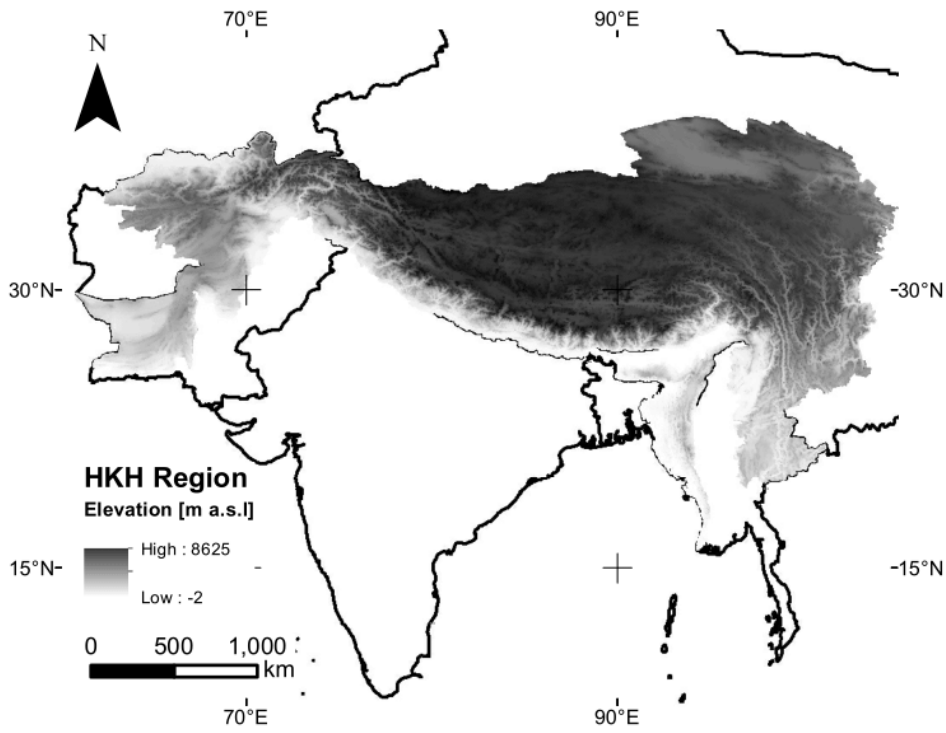 70°E
90°E
N
30°N
30°N
HKH Region
Elevation [m a.s.l]
High : 8625
Low : -2
15°N
15°N
0 500 1,000
km
70°E
90°E